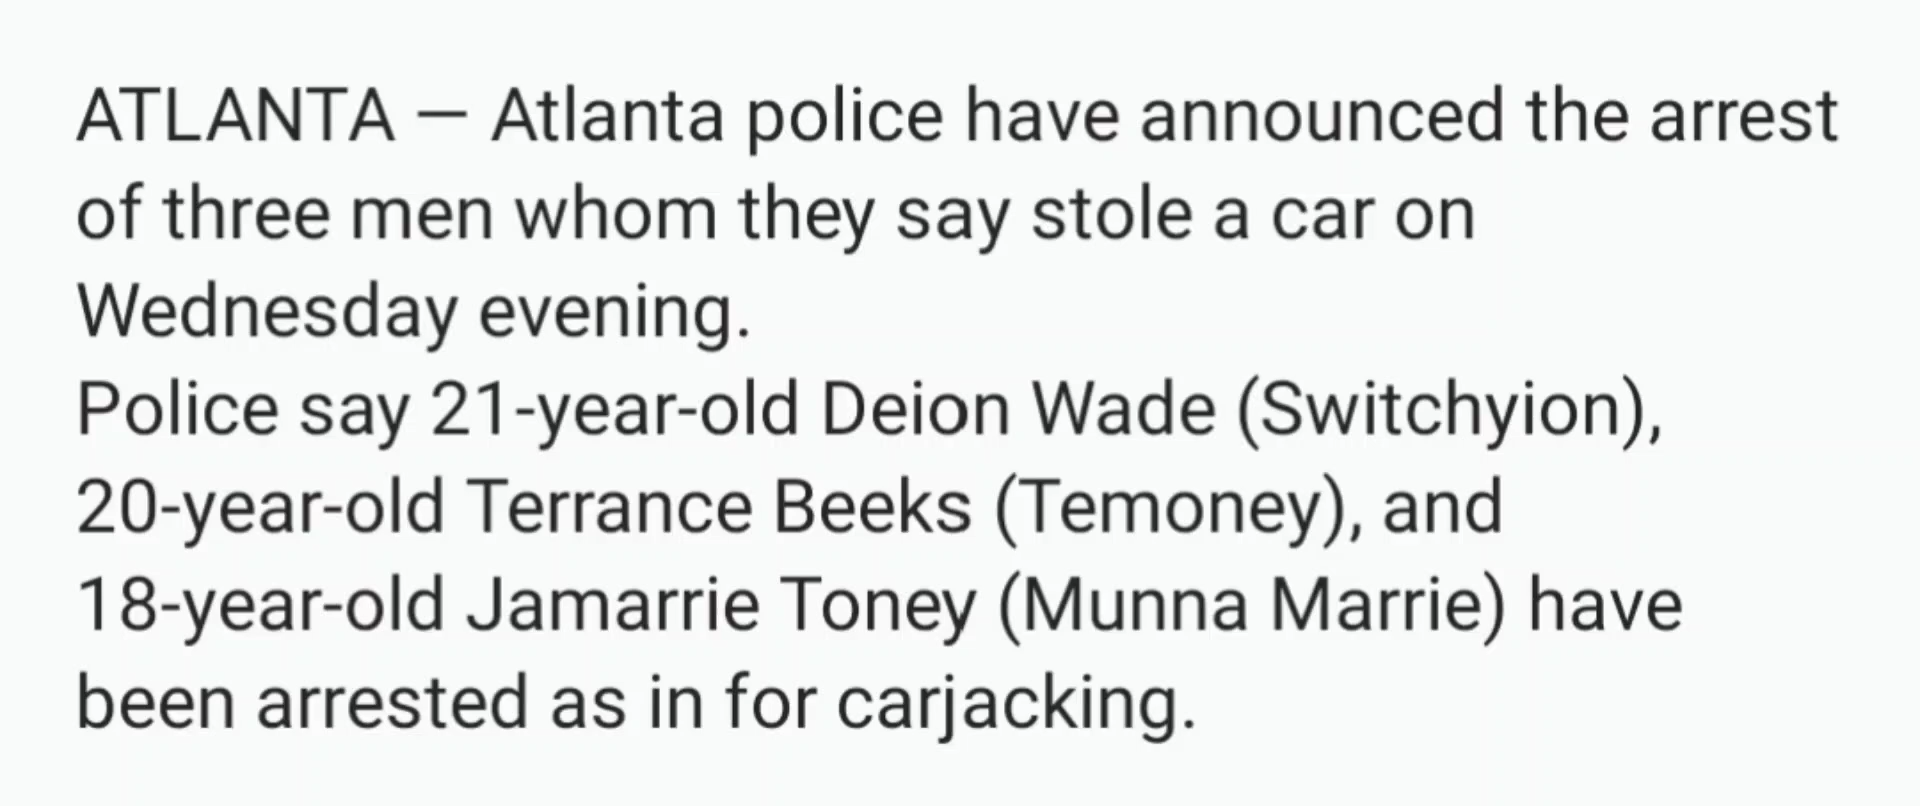 ATLANTA — Atlanta police have announced the arrest
of three men whom they say stole a car on
Wednesday evening.
Police say 21-year-old Deion Wade (Switchyion),
20-year-old Terrance Beeks (Temoney), and
18-year-old Jamarrie Toney (Munna Marrie) have
been arrested as in for carjacking.